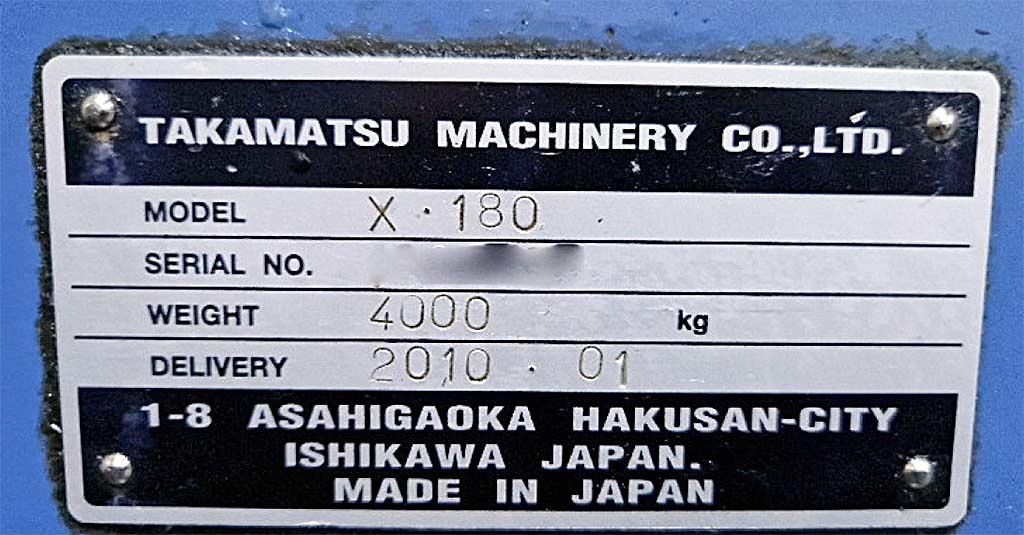 TAKAMATSU MACHINERY CO.,LTD.
MODEL X · 180
SERIAL NO.
WEIGHT 4000 kg
DELIVERY 2010 · 01
1-8 ASAHIGAOKA HAKUSAN-CITY
ISHIKAWA JAPAN.
MADE IN JAPAN